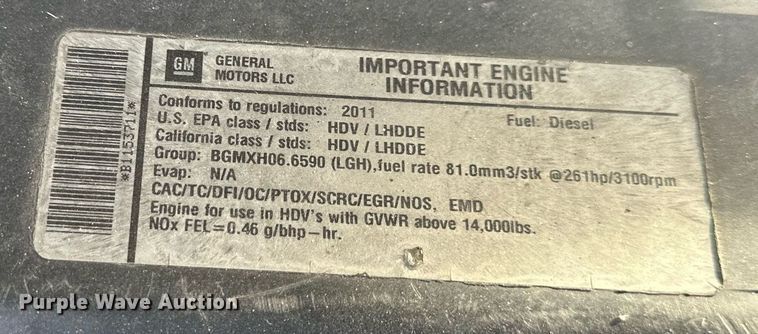 *B1153711*
GM
GENERAL
MOTORS LLC
IMPORTANT ENGINE
INFORMATION
Conforms to regulations: 2011
Fuel: Diesel
U.S. EPA class / stds: HDV / LHDDE
California class / stds: HDV / LHDDE
Group: BGMXH06.6590 (LGH),fuel rate 81.0mm3/stk @261hp/3100rpm
Evap: N/A
CAC/TC/DFI/OC/PTOX/SCRC/EGR/NOS, EMD
Engine for use in HDV's with GVWR above 14,000lbs.
NOx FEL=0.46 g/bhp-hr.
Purple Wave Auction